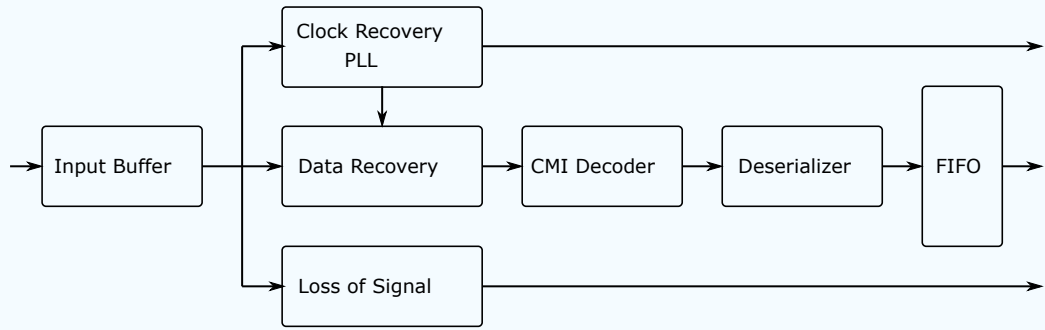 Clock Recovery
PLL
Input Buffer
Data Recovery
CMI Decoder
Deserializer
FIFO
Loss of Signal